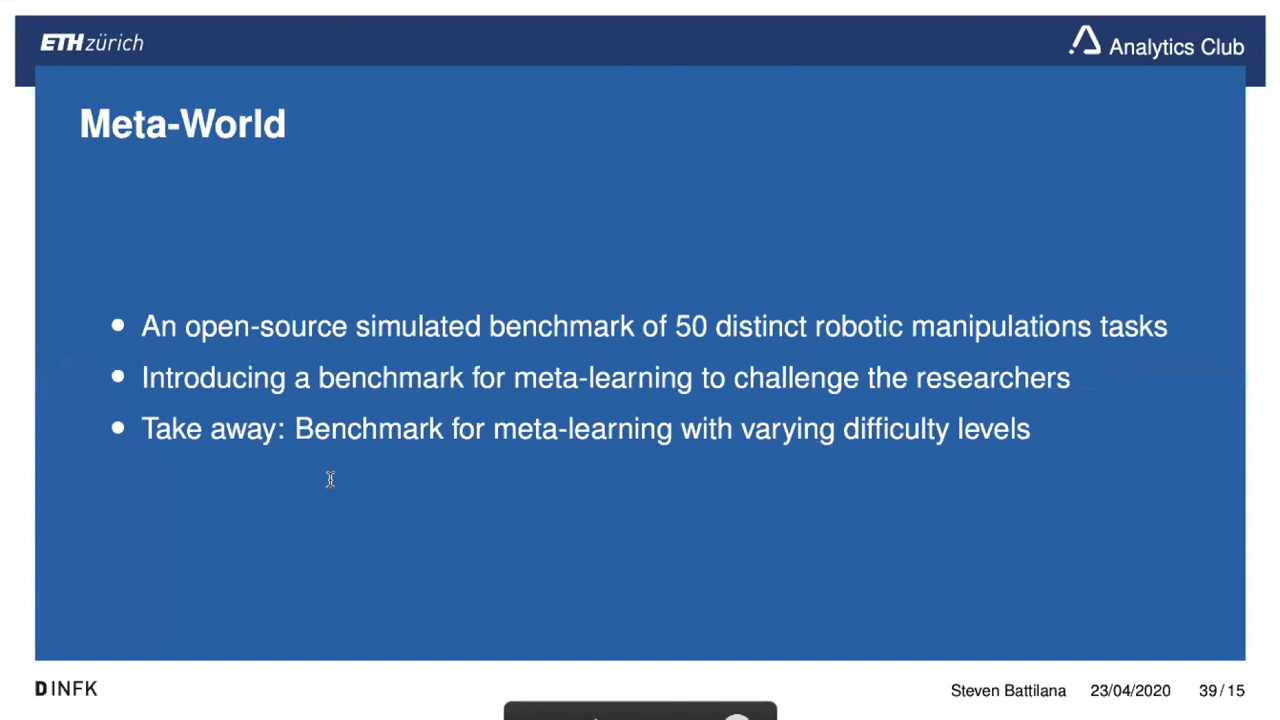 ETH zürich
Analytics Club
Meta-World
• An open-source simulated benchmark of 50 distinct robotic manipulations tasks
• Introducing a benchmark for meta-learning to challenge the researchers
• Take away: Benchmark for meta-learning with varying difficulty levels
D INFK
Steven Battilana 23/04/2020 39/15